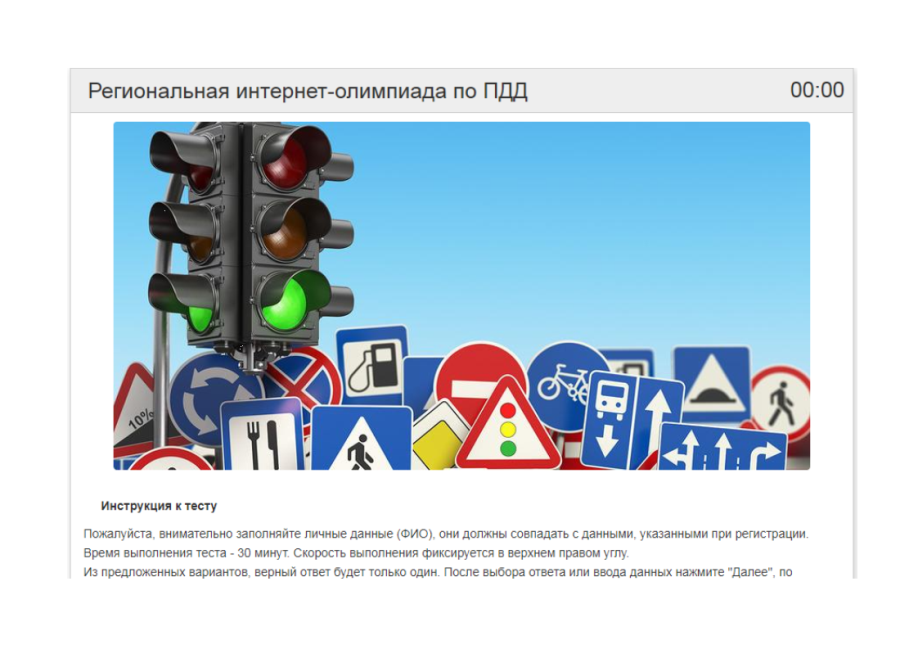 Региональная интернет-олимпиада по ПДД 00:00
10%
Инструкция к тесту
Пожалуйста, внимательно заполняйте личные данные (ФИО), они должны совпадать с данными, указанными при регистрации.
Время выполнения теста - 30 минут. Скорость выполнения фиксируется в верхнем правом углу.
Из предложенных вариантов, верный ответ будет только один. После выбора ответа или ввода данных нажмите "Далее", по